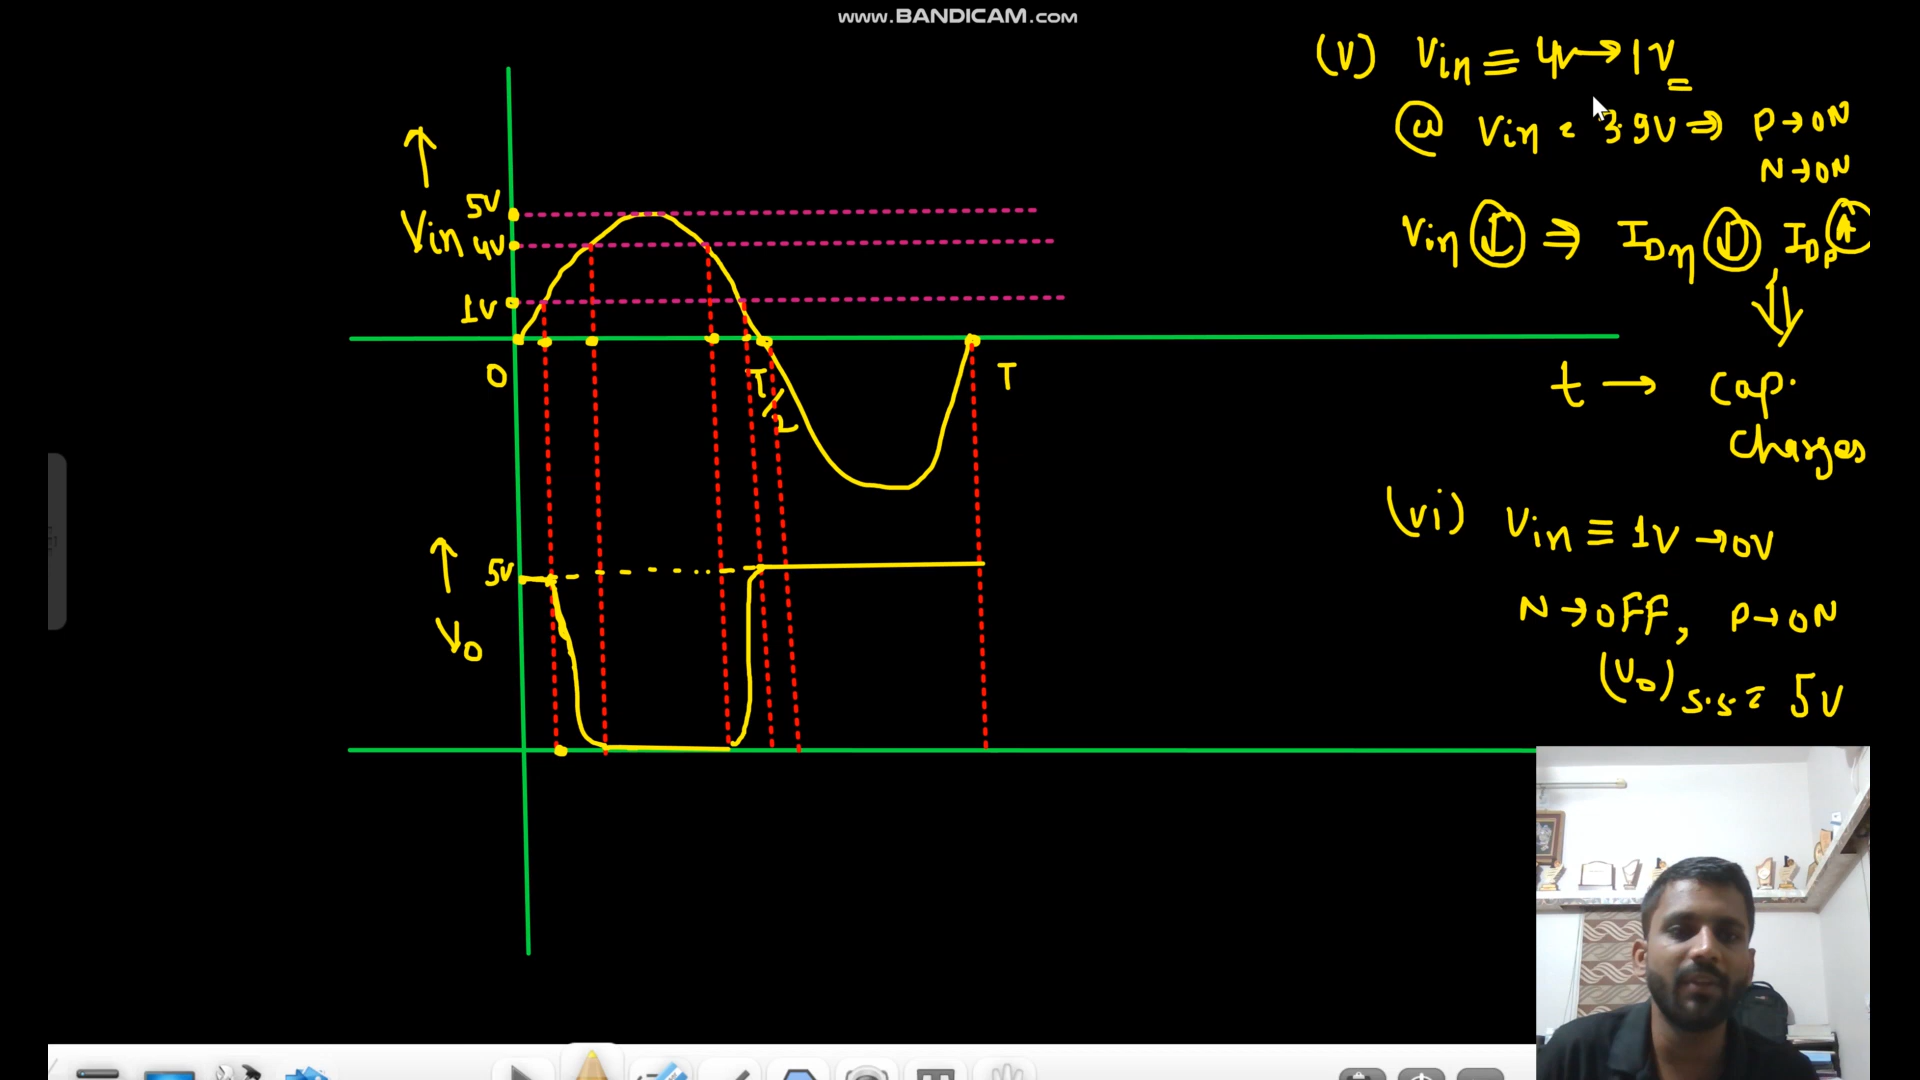 www.BANDICAM.com
(V) Vin ≡ 4V → 1V
@ Vin = 3.9V ⇒ P → ON
N → ON
Vin ↓ ⇒ IDn ↓ IDp ↑
t → Cap.
Charges
(vi) Vin ≡ 1V → 0V
N → OFF, P → ON
(Vo)s.s = 5V
5V
Vin 4V
1V
0
T/2
T
5V
Vo